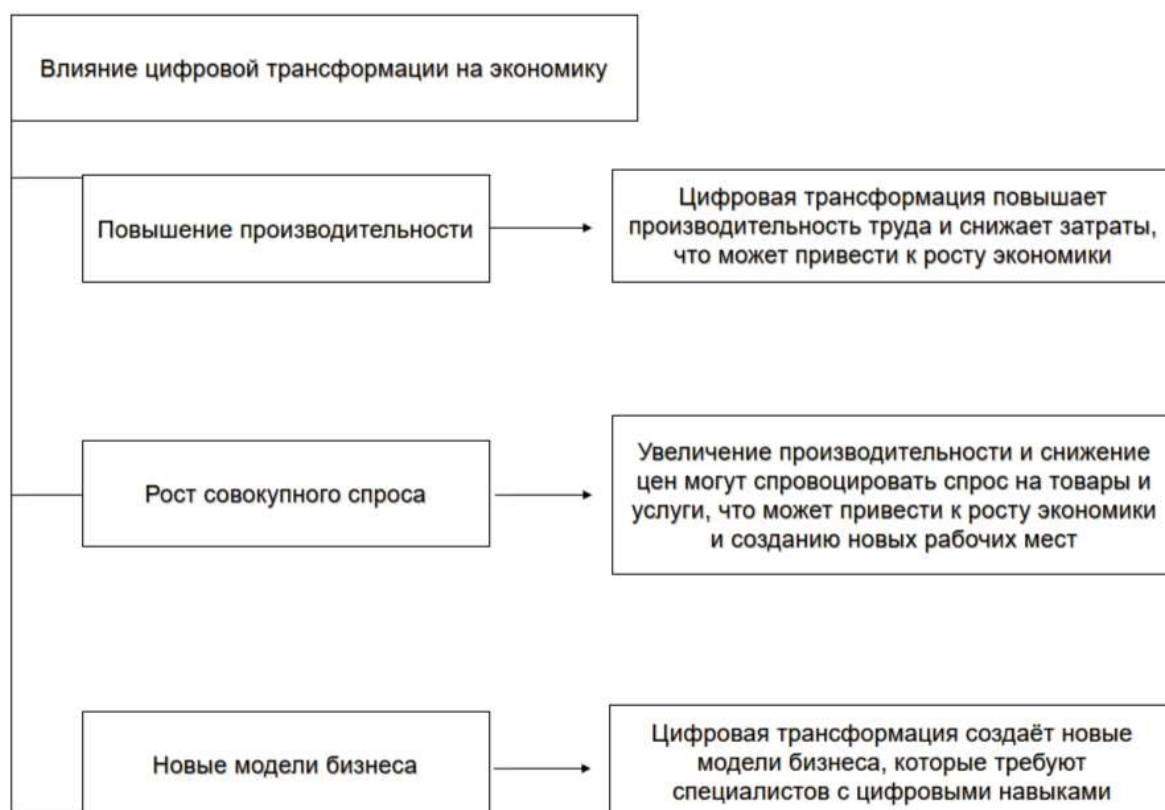 Влияние цифровой трансформации на экономику
Повышение производительности
Цифровая трансформация повышает
производительность труда и снижает затраты,
что может привести к росту экономики
Рост совокупного спроса
Увеличение производительности и снижение
цен могут спровоцировать спрос на товары и
услуги, что может привести к росту экономики
и созданию новых рабочих мест
Новые модели бизнеса
Цифровая трансформация создаёт новые
модели бизнеса, которые требуют
специалистов с цифровыми навыками